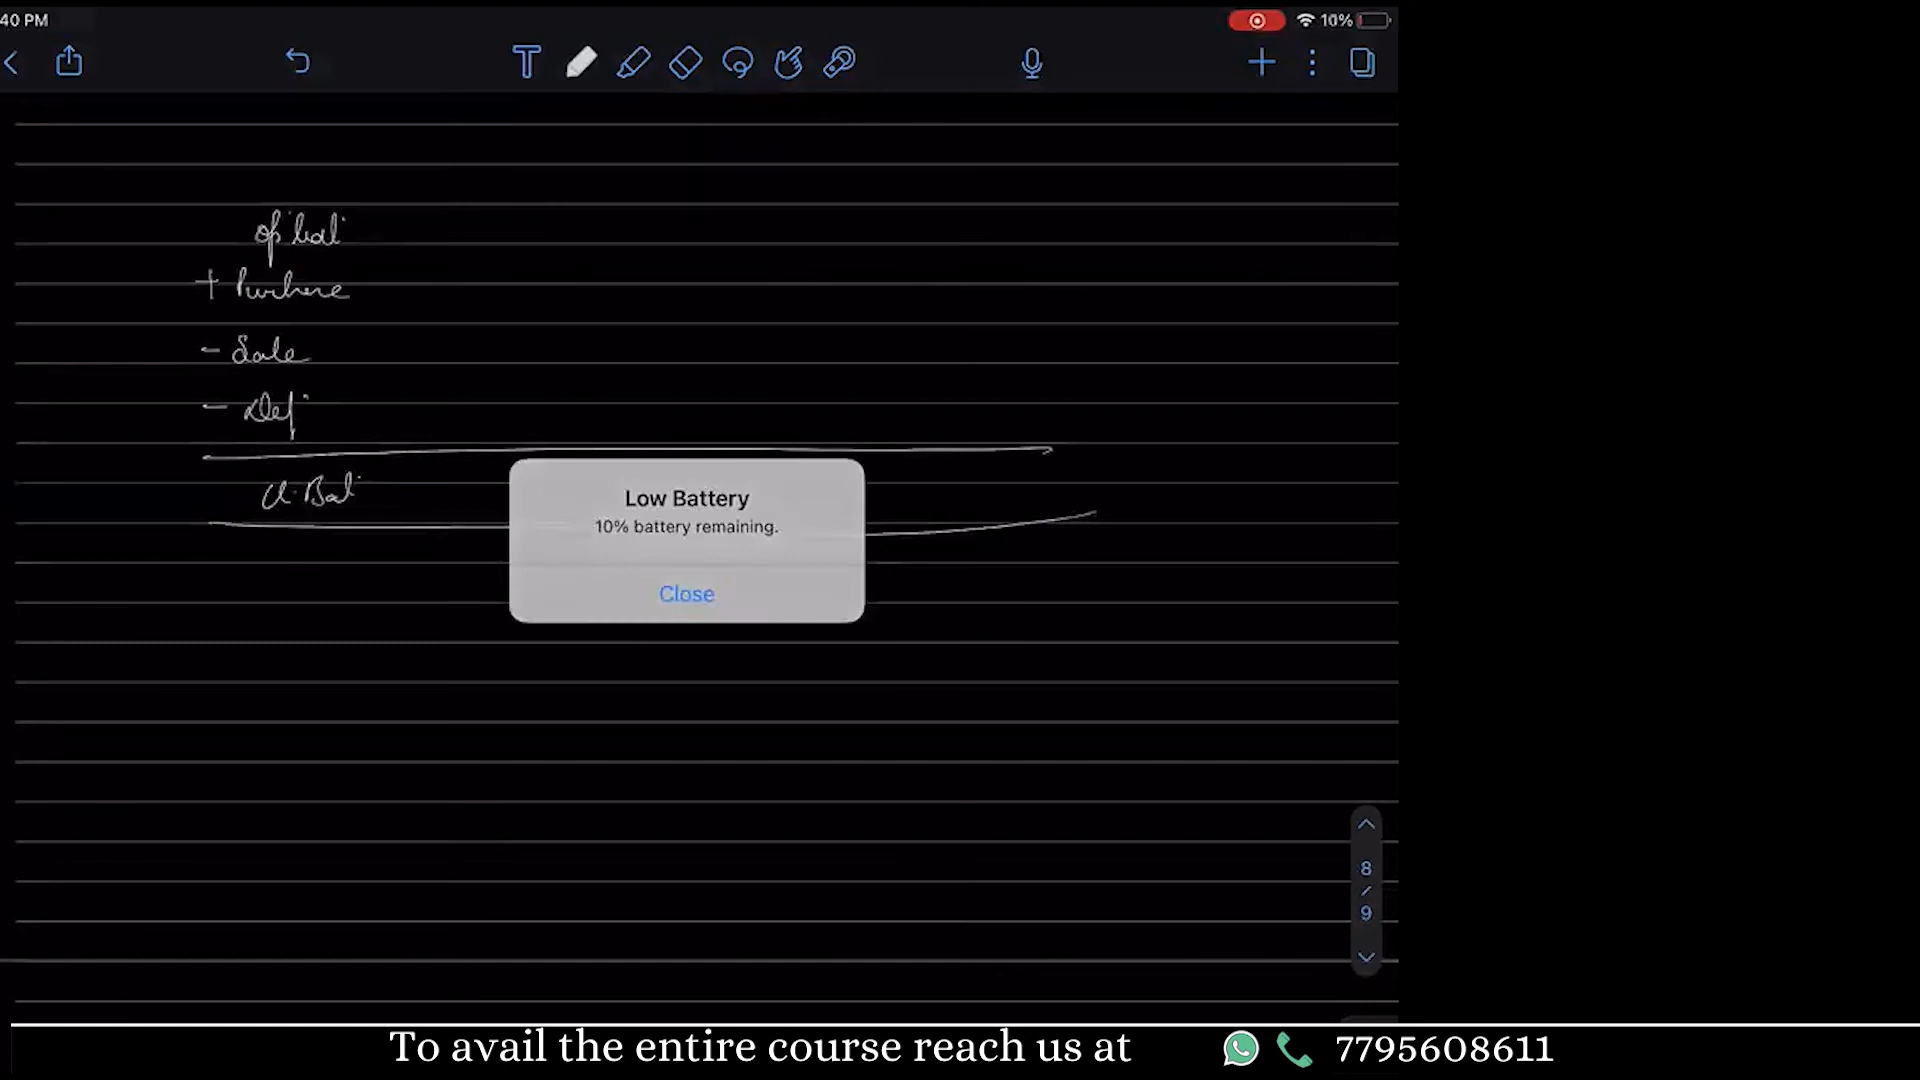 40 PM
10%
op bal
+ Purchase
- Sale
- Dep
Cl. Bal
Low Battery
10% battery remaining.
Close
8
/
9
To avail the entire course reach us at 7795608611